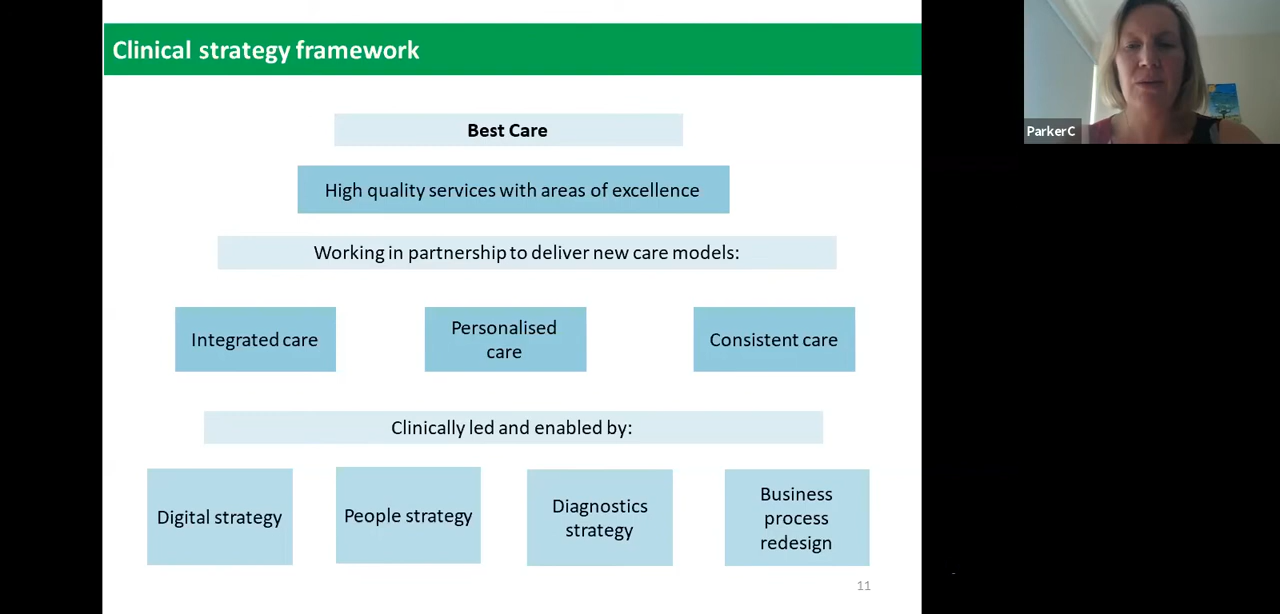 Clinical strategy framework
ParkerC
Best Care
High quality services with areas of excellence
Working in partnership to deliver new care models:
Integrated care
Personalised
care
Consistent care
Clinically led and enabled by:
Digital strategy
People strategy
Diagnostics
strategy
Business
process
redesign
11